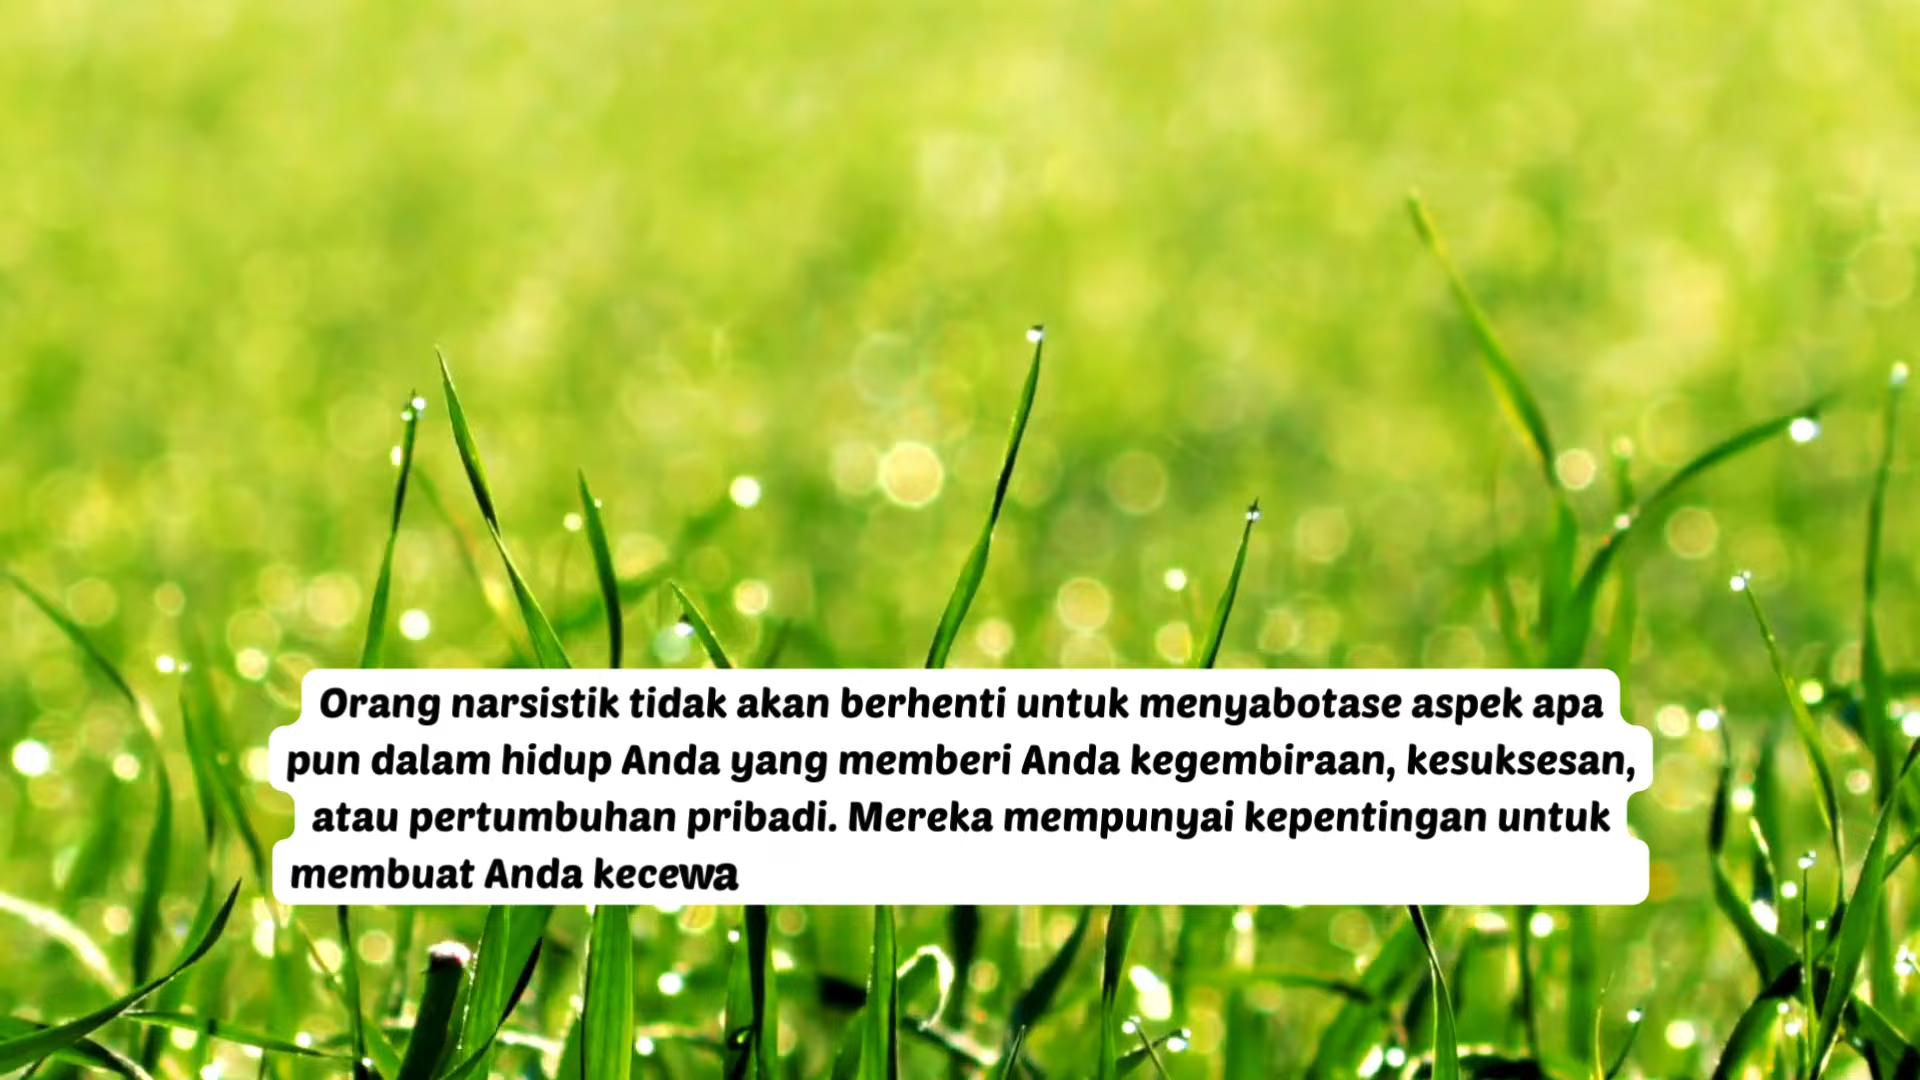 Orang narsistik tidak akan berhenti untuk menyabotase aspek apa
pun dalam hidup Anda yang memberi Anda kegembiraan, kesuksesan,
atau pertumbuhan pribadi. Mereka mempunyai kepentingan untuk
membuat Anda kecewa